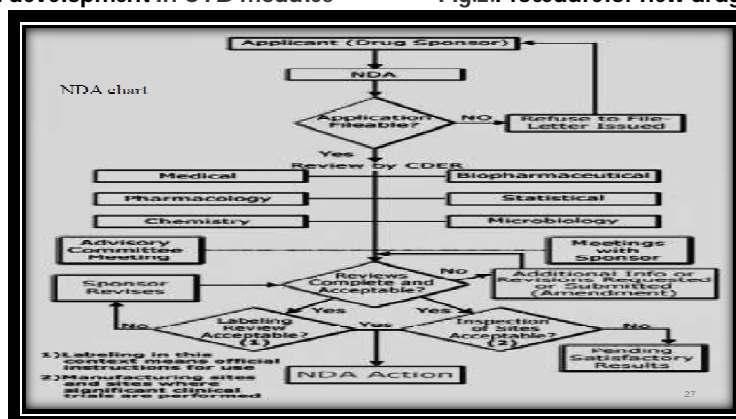 development in CTD modules
Fig.2.Procedure for new drug
Applicant (Drug Sponsor)
NDA
NDA chart
Application
Fileable?
NO
Refuse to File-
Letter Issued
Yes
Review by CDER
Medical
Biopharmaceutical
Pharmacology
Statistical
Chemistry
Microbiology
Advisory
Committee
Meeting
Meetings
with
Sponsor
Sponsor
Revises
Reviews
Complete and
Acceptable?
No
Additional Info or
Revisions Requested
or Submitted
(Amendment)
Yes
Yes
No
Labeling
Review
Acceptable?
(1)
Yes
Inspection
of Sites
Acceptable?
(2)
No
1)Labeling in this
context means official
instructions for use
2)Manufacturing sites
and sites where
significant clinical
trials are performed
NDA Action
Pending
Satisfactory
Results
27